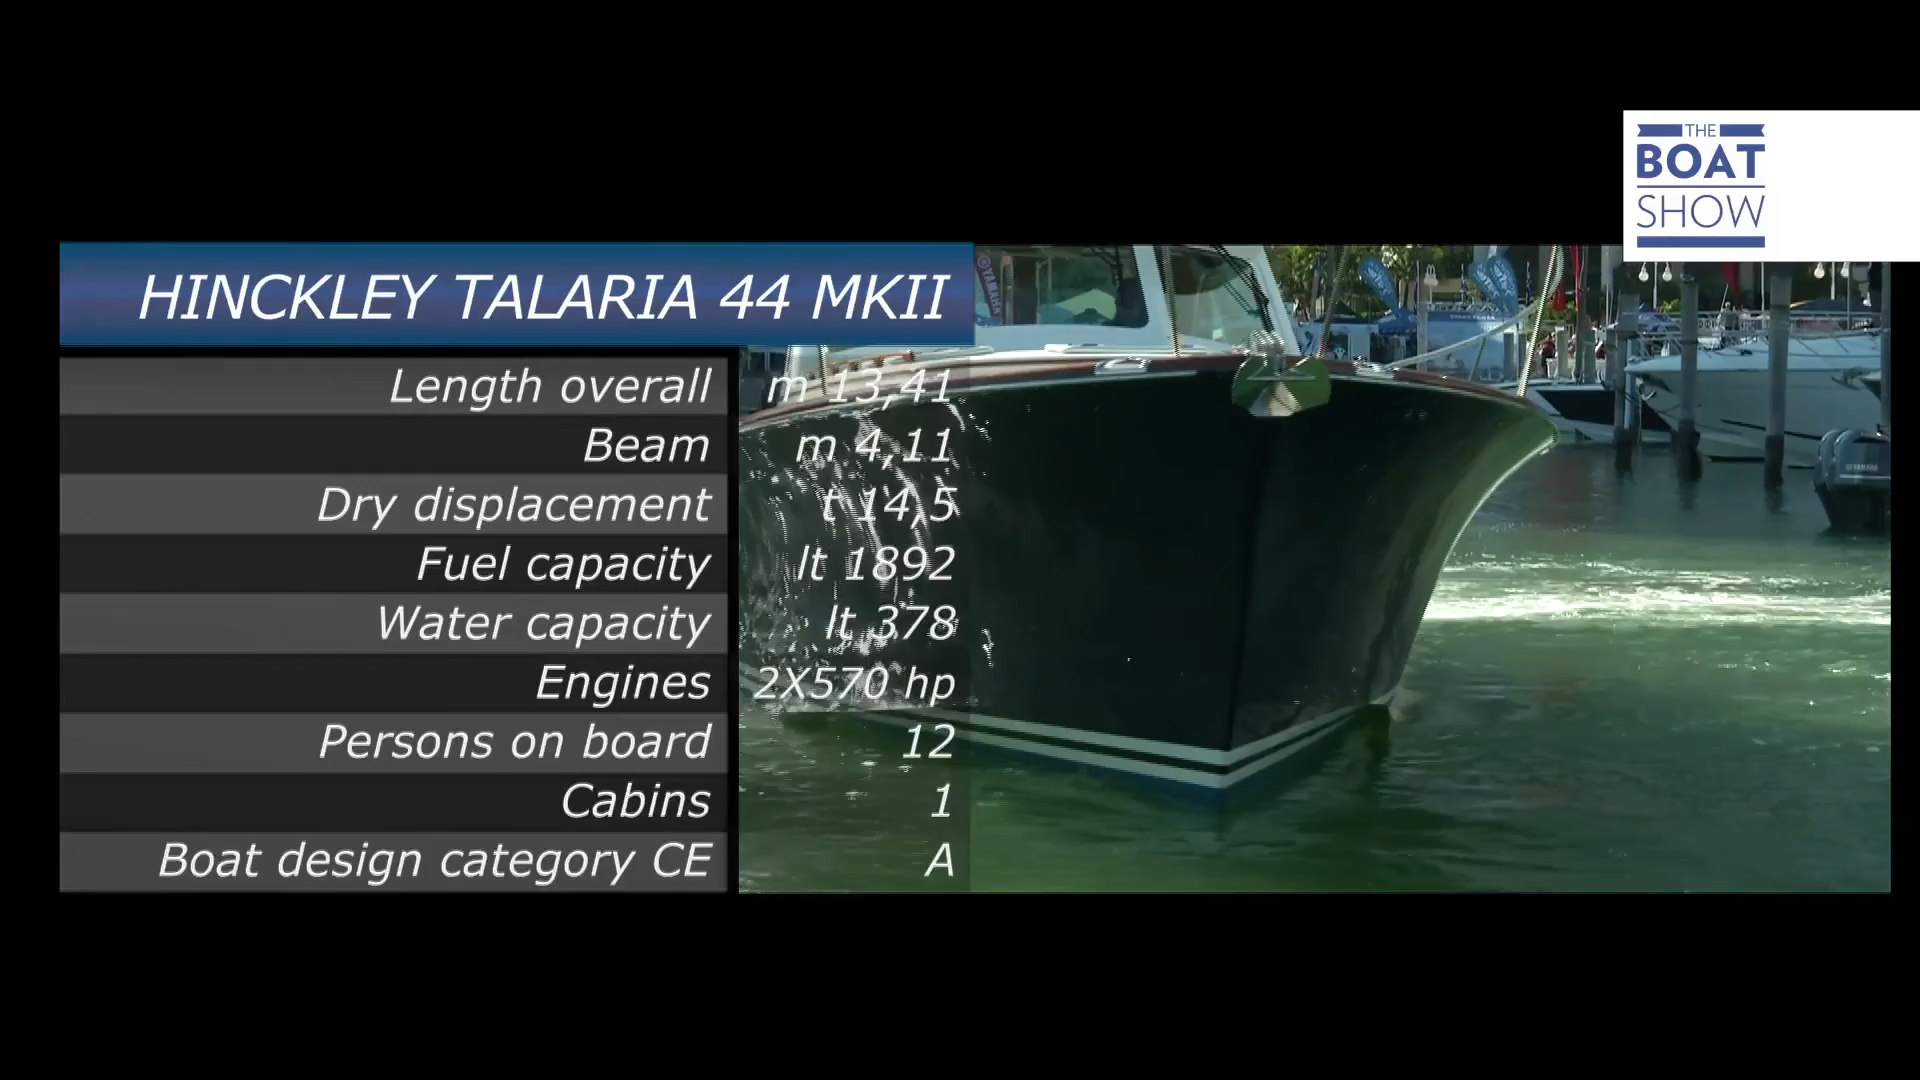 THE
BOAT
SHOW
HINCKLEY TALARIA 44 MKII
Length overall m 13,41
Beam m 4,11
Dry displacement t 14,5
Fuel capacity lt 1892
Water capacity lt 378
Engines 2X570 hp
Persons on board 12
Cabins 1
Boat design category CE A
YAMAHA
YAMAHA